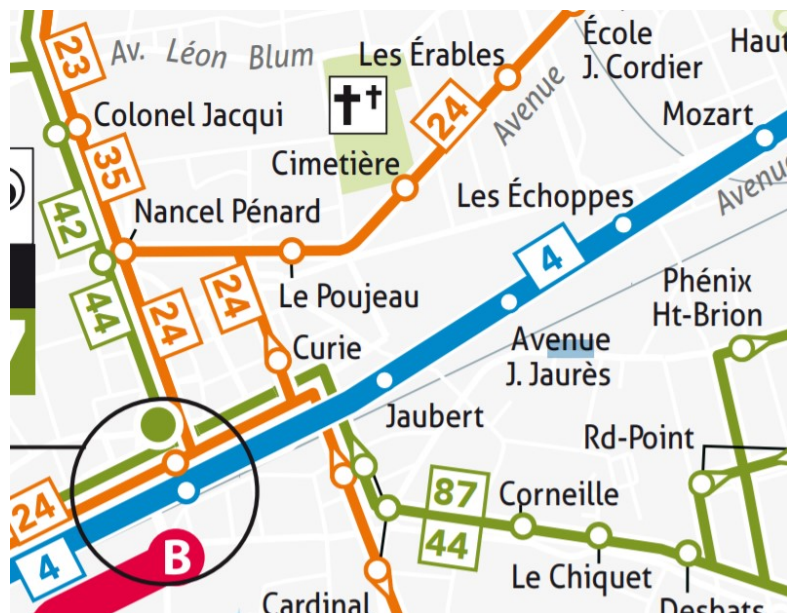 23
Av. Léon Blum
Les Érables
École
J. Cordier
Haut
Colonel Jacqui
24
Avenue
Mozart
35
Cimetière
Avenue
42
Nancel Pénard
Les Échoppes
4
44
24
24
Le Poujeau
Phénix
Ht-Brion
Curie
Avenue
J. Jaurès
Jaubert
Rd-Point
24
87
44
Corneille
4
B
Le Chiquet
Cardinal
Desbats